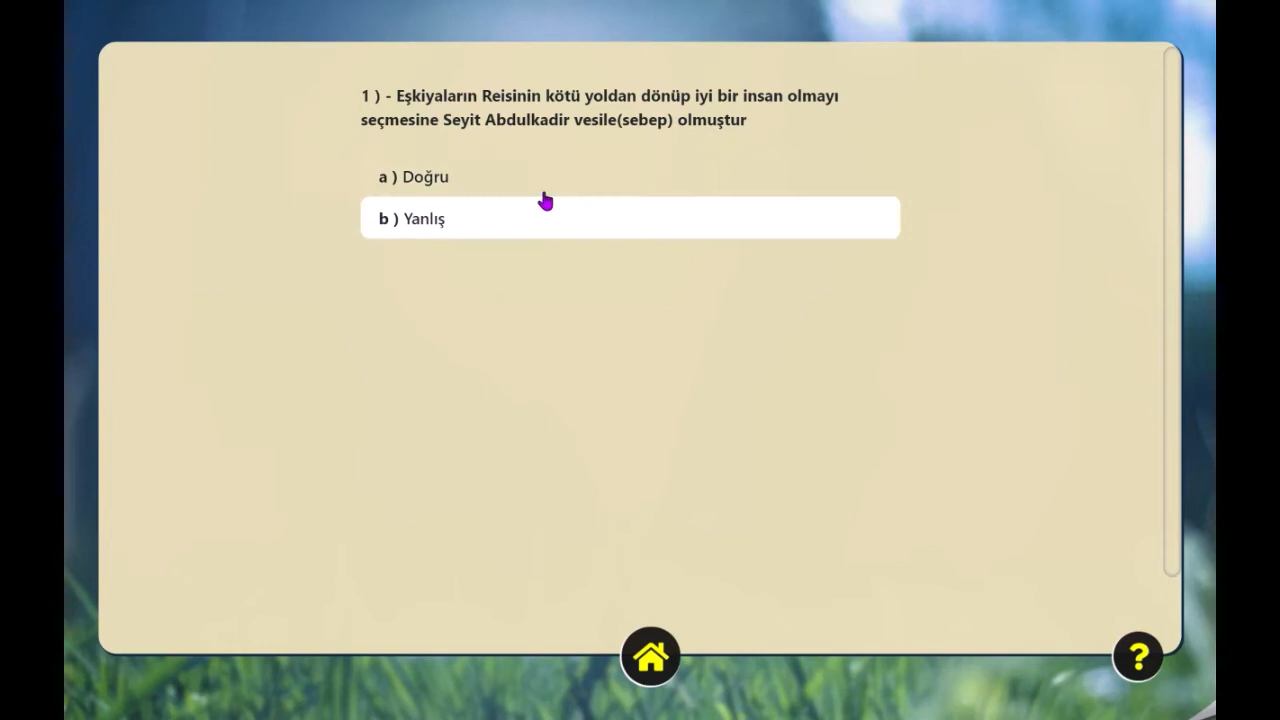 1 ) - Eşkiyaların Reisinin kötü yoldan dönüp iyi bir insan olmayı
seçmesine Seyit Abdulkadir vesile(sebep) olmuştur
a ) Doğru
b ) Yanlış
?